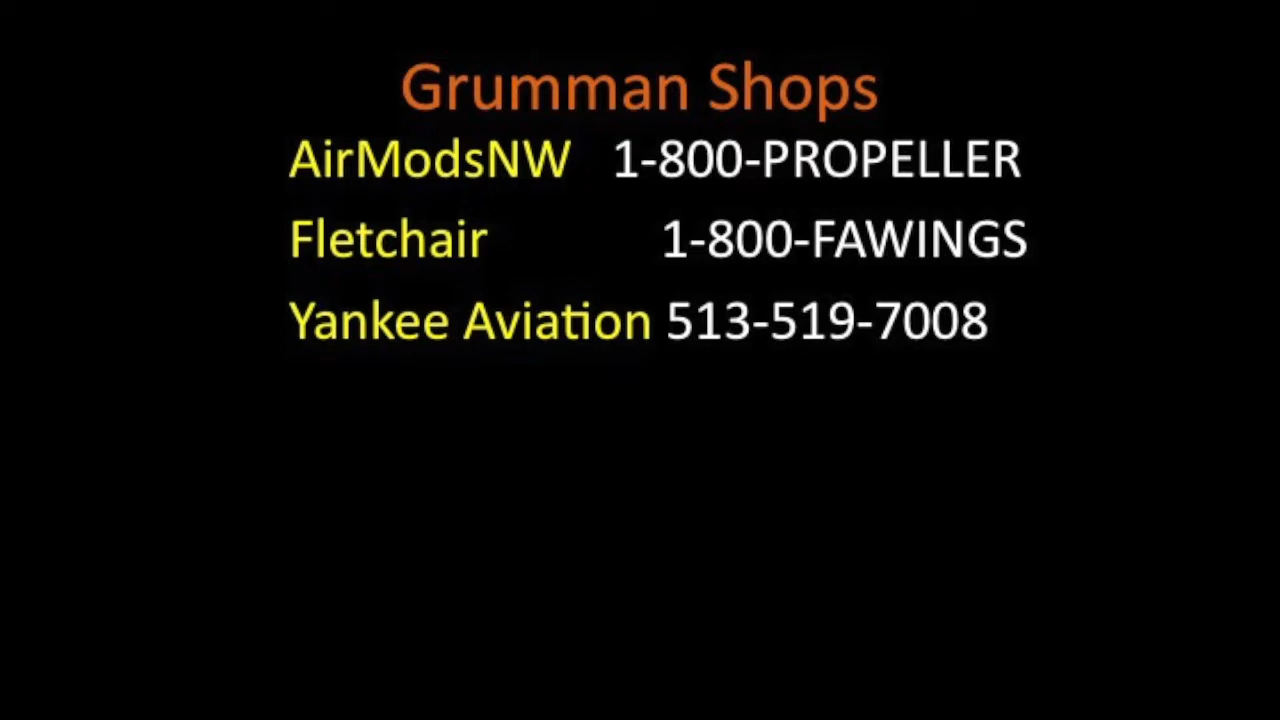 Grumman Shops
AirModsNW 1-800-PROPELLER
Fletchair 1-800-FAWINGS
Yankee Aviation 513-519-7008